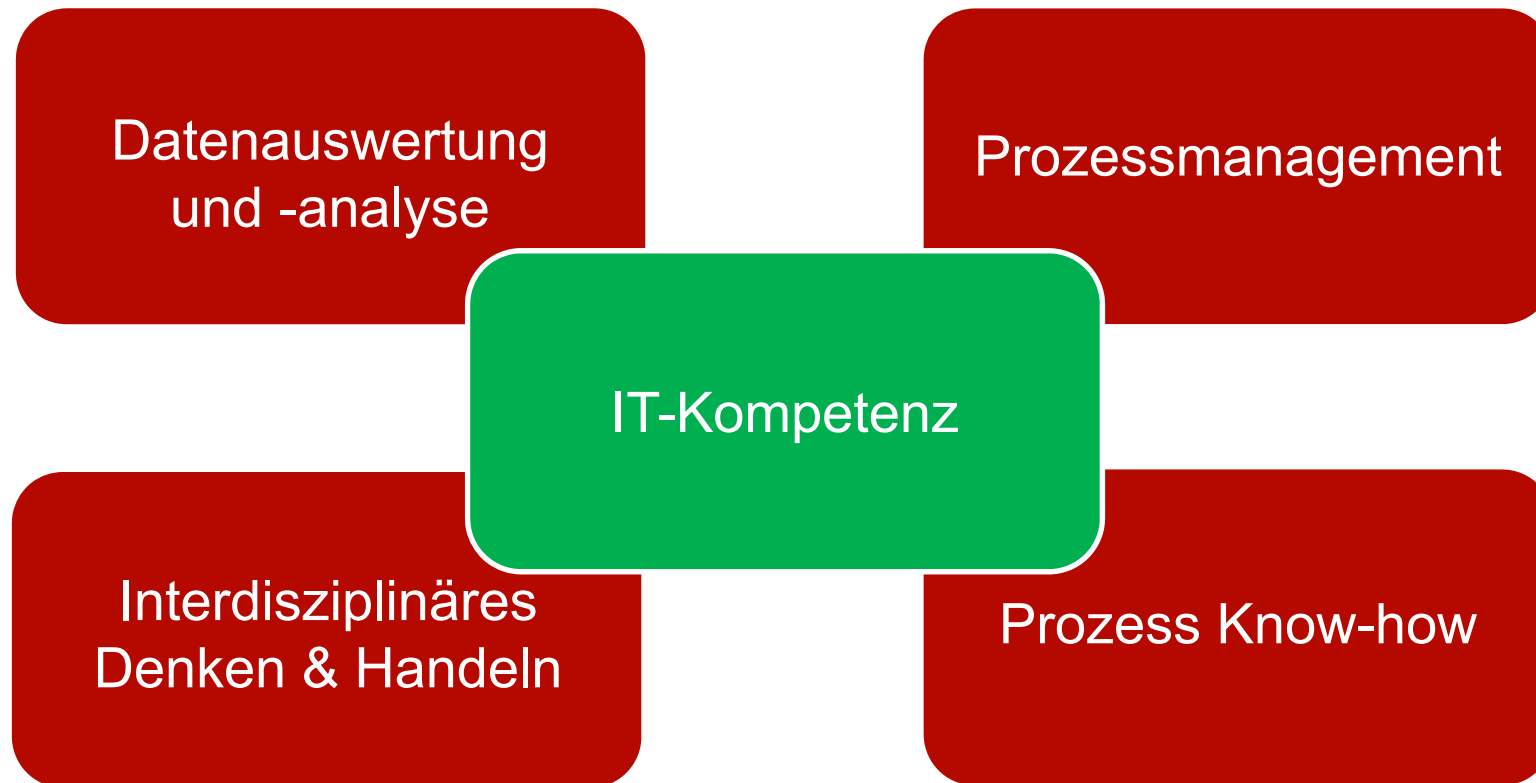 Datenauswertung
und -analyse
Prozessmanagement
IT-Kompetenz
Interdisziplinäres
Denken & Handeln
Prozess Know-how